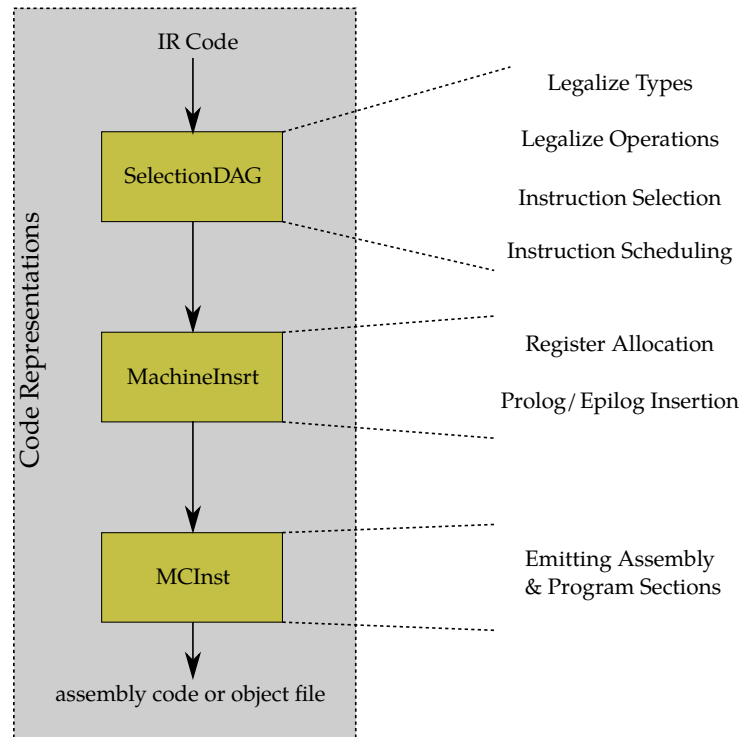 IR Code
SelectionDAG
MachineInsrt
MCInst
assembly code or object file
Code Representations
Legalize Types
Legalize Operations
Instruction Selection
Instruction Scheduling
Register Allocation
Prolog/Epilog Insertion
Emitting Assembly
& Program Sections